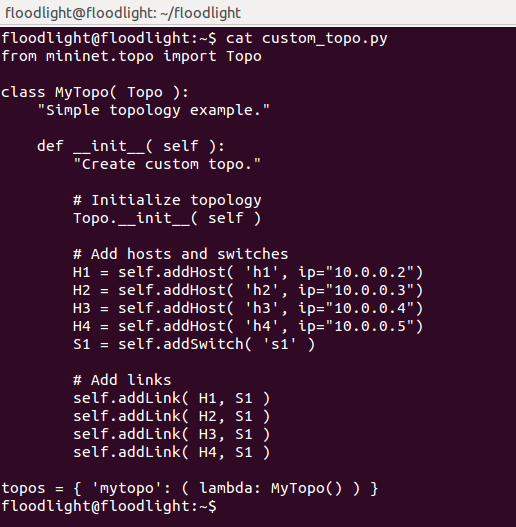 floodlight@floodlight: ~/floodlight
floodlight@floodlight:~$ cat custom_topo.py
from mininet.topo import Topo

class MyTopo( Topo ):
    "Simple topology example."

    def __init__( self ):
        "Create custom topo."

        # Initialize topology
        Topo.__init__( self )

        # Add hosts and switches
        H1 = self.addHost( 'h1', ip="10.0.0.2")
        H2 = self.addHost( 'h2', ip="10.0.0.3")
        H3 = self.addHost( 'h3', ip="10.0.0.4")
        H4 = self.addHost( 'h4', ip="10.0.0.5")
        S1 = self.addSwitch( 's1' )

        # Add links
        self.addLink( H1, S1 )
        self.addLink( H2, S1 )
        self.addLink( H3, S1 )
        self.addLink( H4, S1 )

topos = { 'mytopo': ( lambda: MyTopo() ) }
floodlight@floodlight:~$